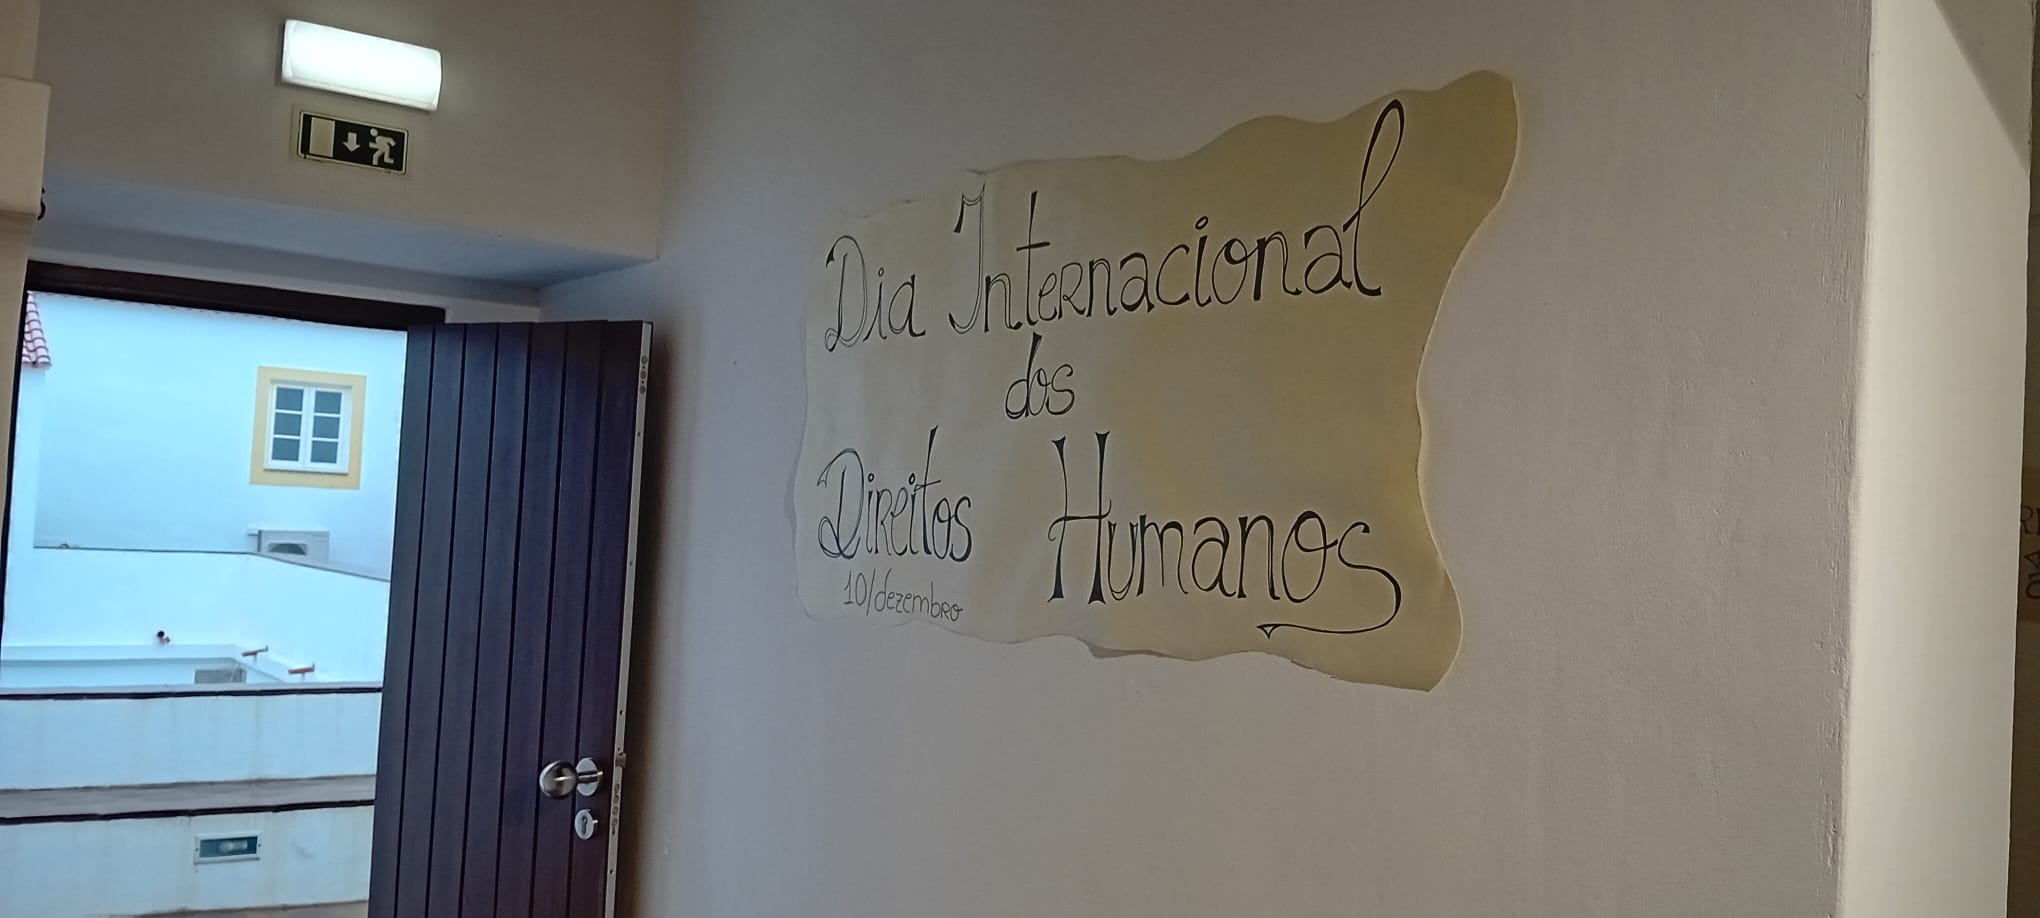 Dia Internacional
dos
Direitos Humanos
10/dezembro